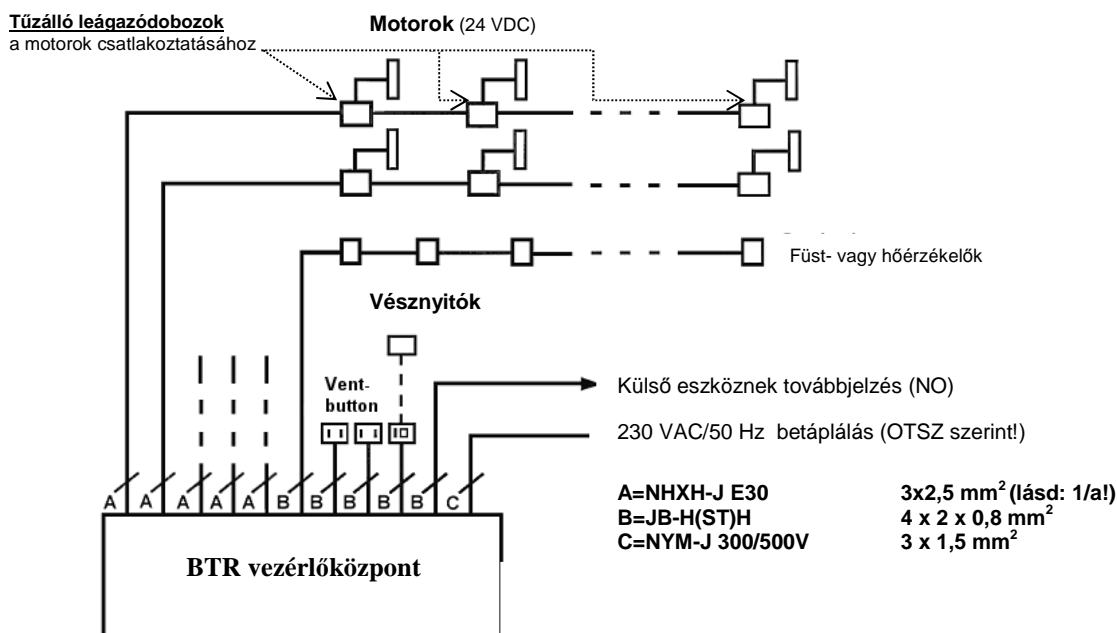 Tűzálló leágazódobozok
a motorok csatlakoztatásához
Motorok (24 VDC)
Füst- vagy hőérzékelők
Vésznyitók
Vent-
button
Külső eszköznek továbbjelzés (NO)
230 VAC/50 Hz betáplálás (OTSZ szerint!)
A=NHXH-J E30 3x2,5 mm² (lásd: 1/a!)
B=JB-H(ST)H 4 x 2 x 0,8 mm²
C=NYM-J 300/500V 3 x 1,5 mm²
A A A A A B B B B B C
BTR vezérlőközpont